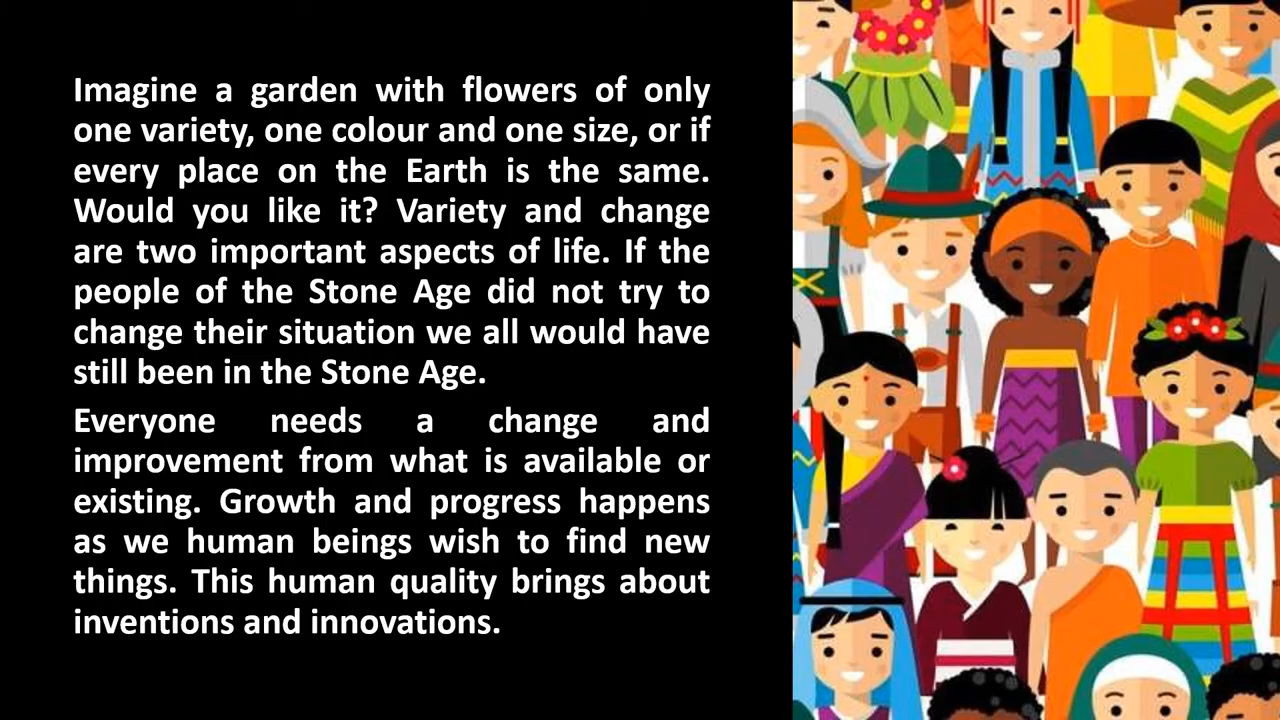 Imagine a garden with flowers of only
one variety, one colour and one size, or if
every place on the Earth is the same.
Would you like it? Variety and change
are two important aspects of life. If the
people of the Stone Age did not try to
change their situation we all would have
still been in the Stone Age.
Everyone needs a change and
improvement from what is available or
existing. Growth and progress happens
as we human beings wish to find new
things. This human quality brings about
inventions and innovations.